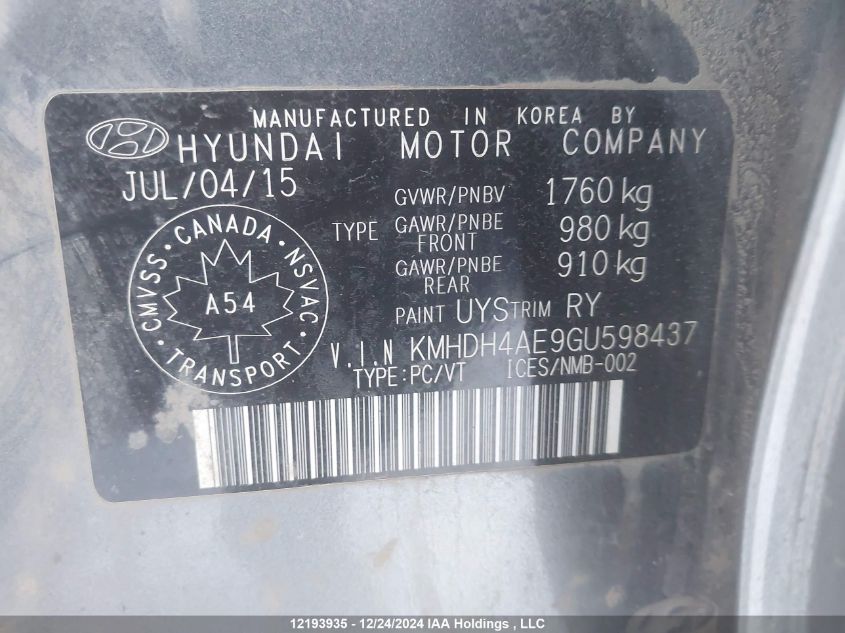 MANUFACTURED IN KOREA BY
HYUNDAI MOTOR COMPANY
JUL/04/15
GVWR/PNBV 1760 kg
TYPE GAWR/PNBE FRONT 980 kg
GAWR/PNBE REAR 910 kg
PAINT UYS TRIM RY
CMVSS · CANADA · NSVAC
A54
TRANSPORT
V.I.N KMHDH4AE9GU598437
TYPE:PC/VT ICES/NMB-002
12193935 - 12/24/2024 IAA Holdings , LLC